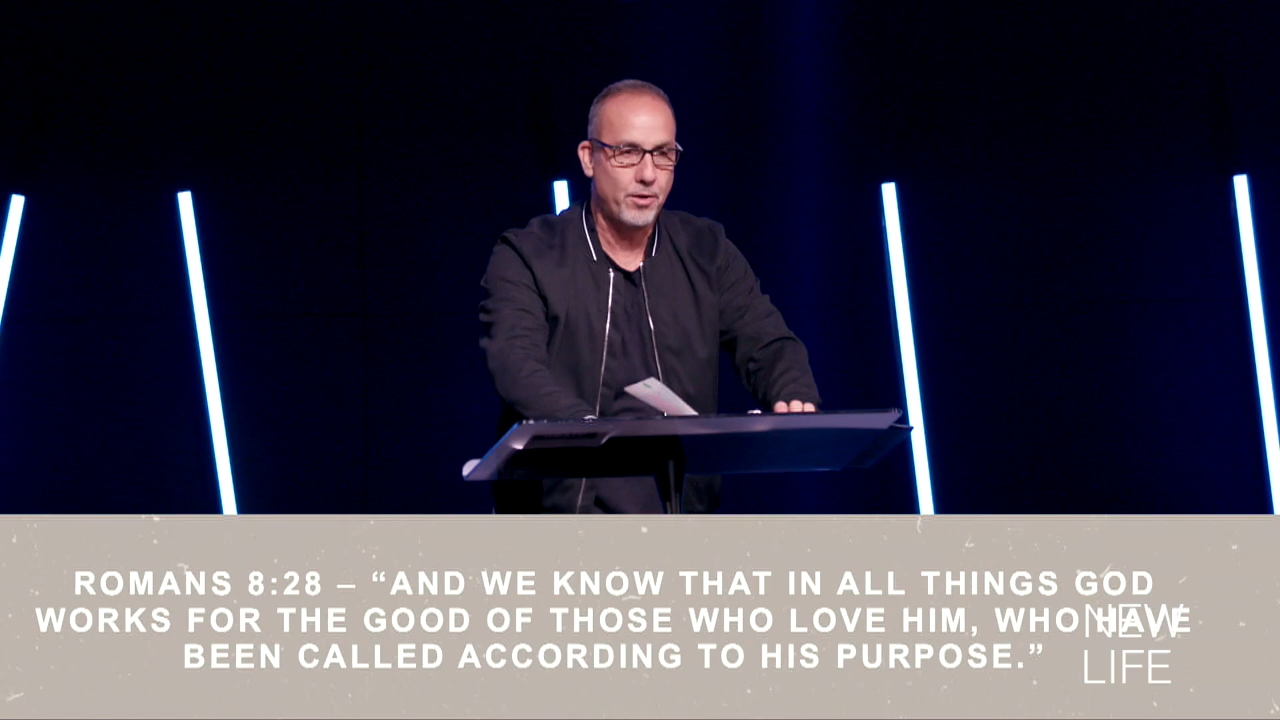 ROMANS 8:28 – “AND WE KNOW THAT IN ALL THINGS GOD
WORKS FOR THE GOOD OF THOSE WHO LOVE HIM, WHO HAVE
BEEN CALLED ACCORDING TO HIS PURPOSE.”
NEW
LIFE